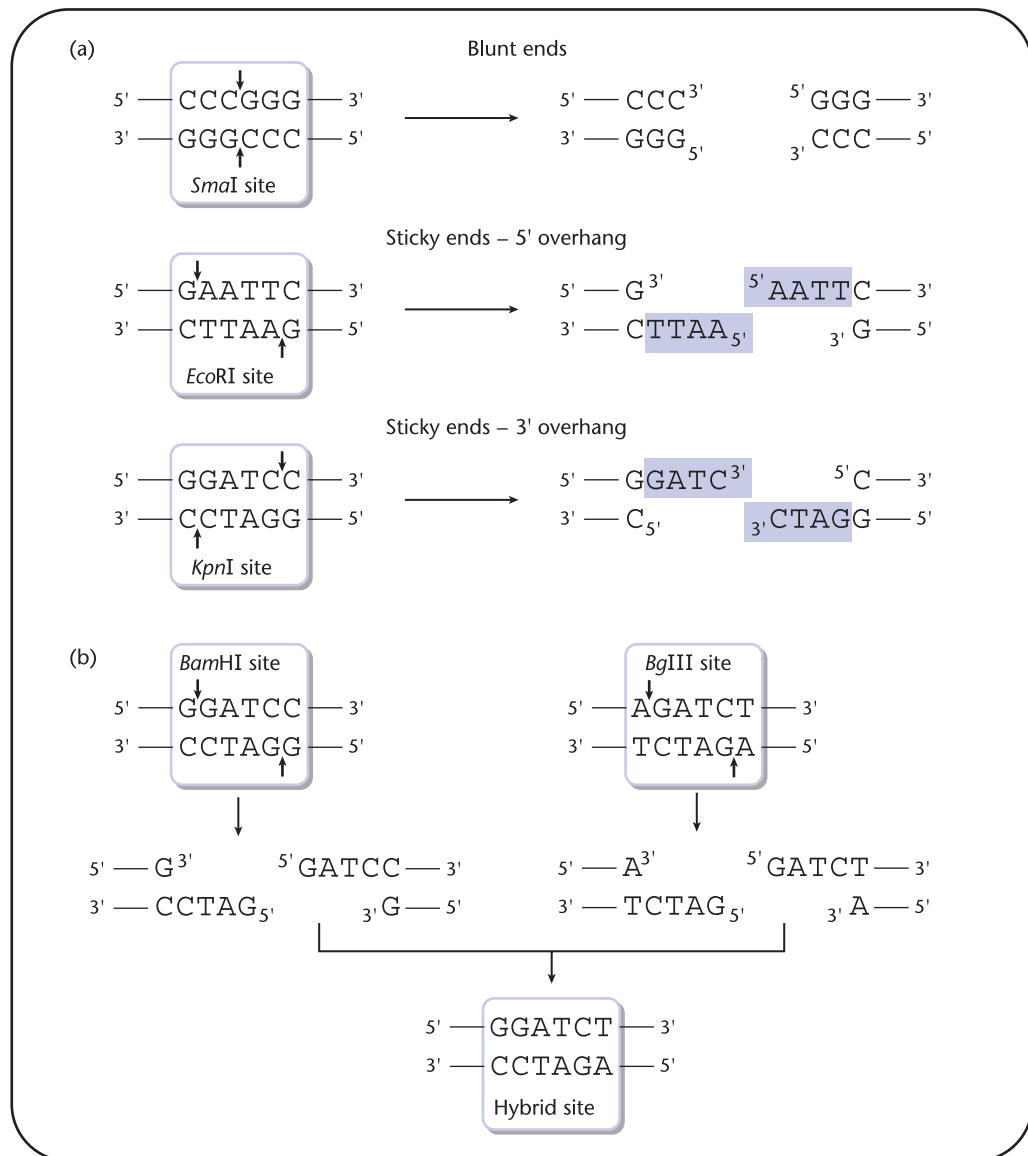 (a)
Blunt ends
5' CCCGGG 3'
3' GGGCCC 5'
SmaI site
5' CCC 3' 5' GGG 3'
3' GGG 5' 3' CCC 5'
Sticky ends – 5' overhang
5' GAATTC 3'
3' CTTAAG 5'
EcoRI site
5' G 3' 5' AATTC 3'
3' CTTAA 5' 3' G 5'
Sticky ends – 3' overhang
5' GGATCC 3'
3' CCTAGG 5'
KpnI site
5' GGATC 3' 5' C 3'
3' C 5' 3' CTAGG 5'
(b)
BamHI site
5' GGATCC 3'
3' CCTAGG 5'
BgIII site
5' AGATCT 3'
3' TCTAGA 5'
5' G 3' 5' GATCC 3'
3' CCTAG 5' 3' G 5'
5' A 3' 5' GATCT 3'
3' TCTAG 5' 3' A 5'
5' GGATCT 3'
3' CCTAGA 5'
Hybrid site